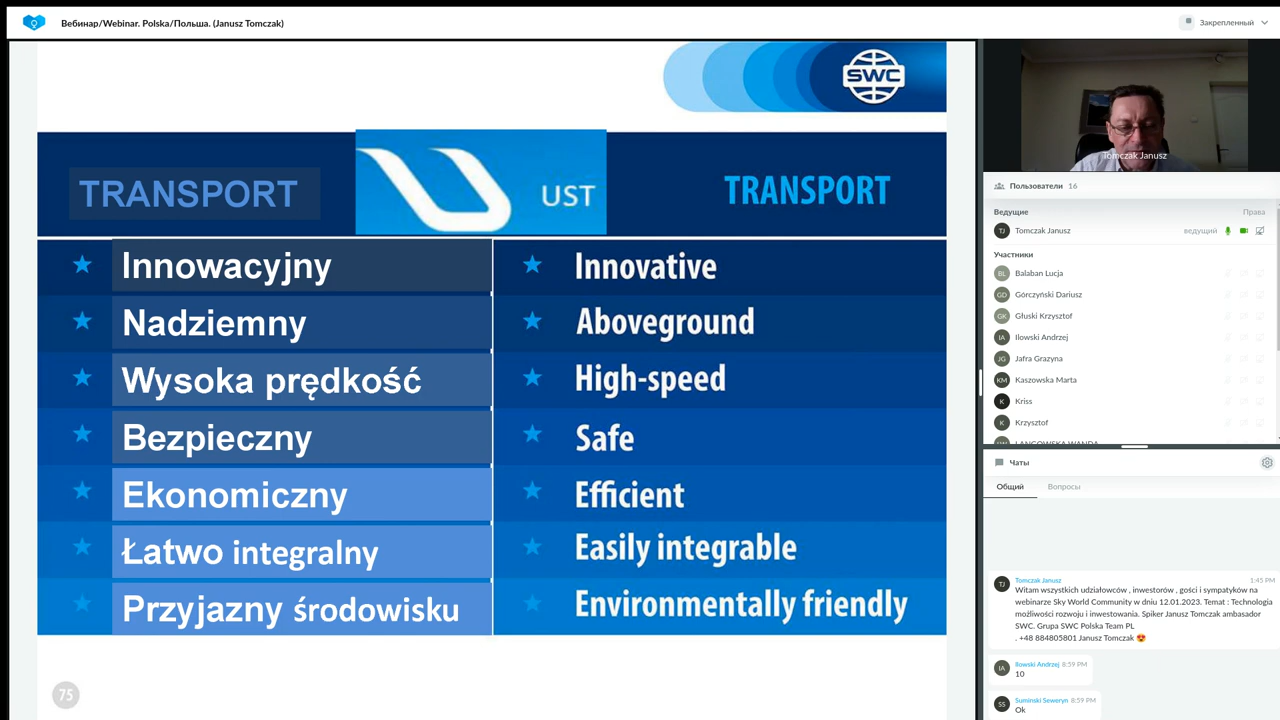 Вебинар/Webinar. Polska/Польша. (Janusz Tomczak)
Закрепленный
SWC
TRANSPORT
UST
TRANSPORT
Innowacyjny
Innovative
Nadziemny
Aboveground
Wysoka prędkość
High-speed
Bezpieczny
Safe
Ekonomiczny
Efficient
Łatwo integralny
Easily integrable
Przyjazny środowisku
Environmentally friendly
75
Tomczak Janusz
Пользователи 16
Ведущие Права
TJ Tomczak Janusz ведущий
Участники
BL Balaban Lucja
GD Górczyński Dariusz
GK Głuski Krzysztof
IA Ilowski Andrzej
JG Jafra Grazyna
KM Kaszowska Marta
K Kriss
K Krzysztof
LANGOWSKA WANDA
Чаты
Общий Вопросы
TJ Tomczak Janusz 1:45 PM
Witam wszystkich udziałowców , inwestorów , gości i sympatyków na
webinarze Sky World Community w dniu 12.01.2023. Temat : Technologia
możliwości rozwoju i inwestowania. Spiker Janusz Tomczak ambasador
SWC. Grupa SWC Polska Team PL
. +48 884805801 Janusz Tomczak 😍
IA Ilowski Andrzej 8:59 PM
10
SS Suminski Seweryn 8:59 PM
Ok